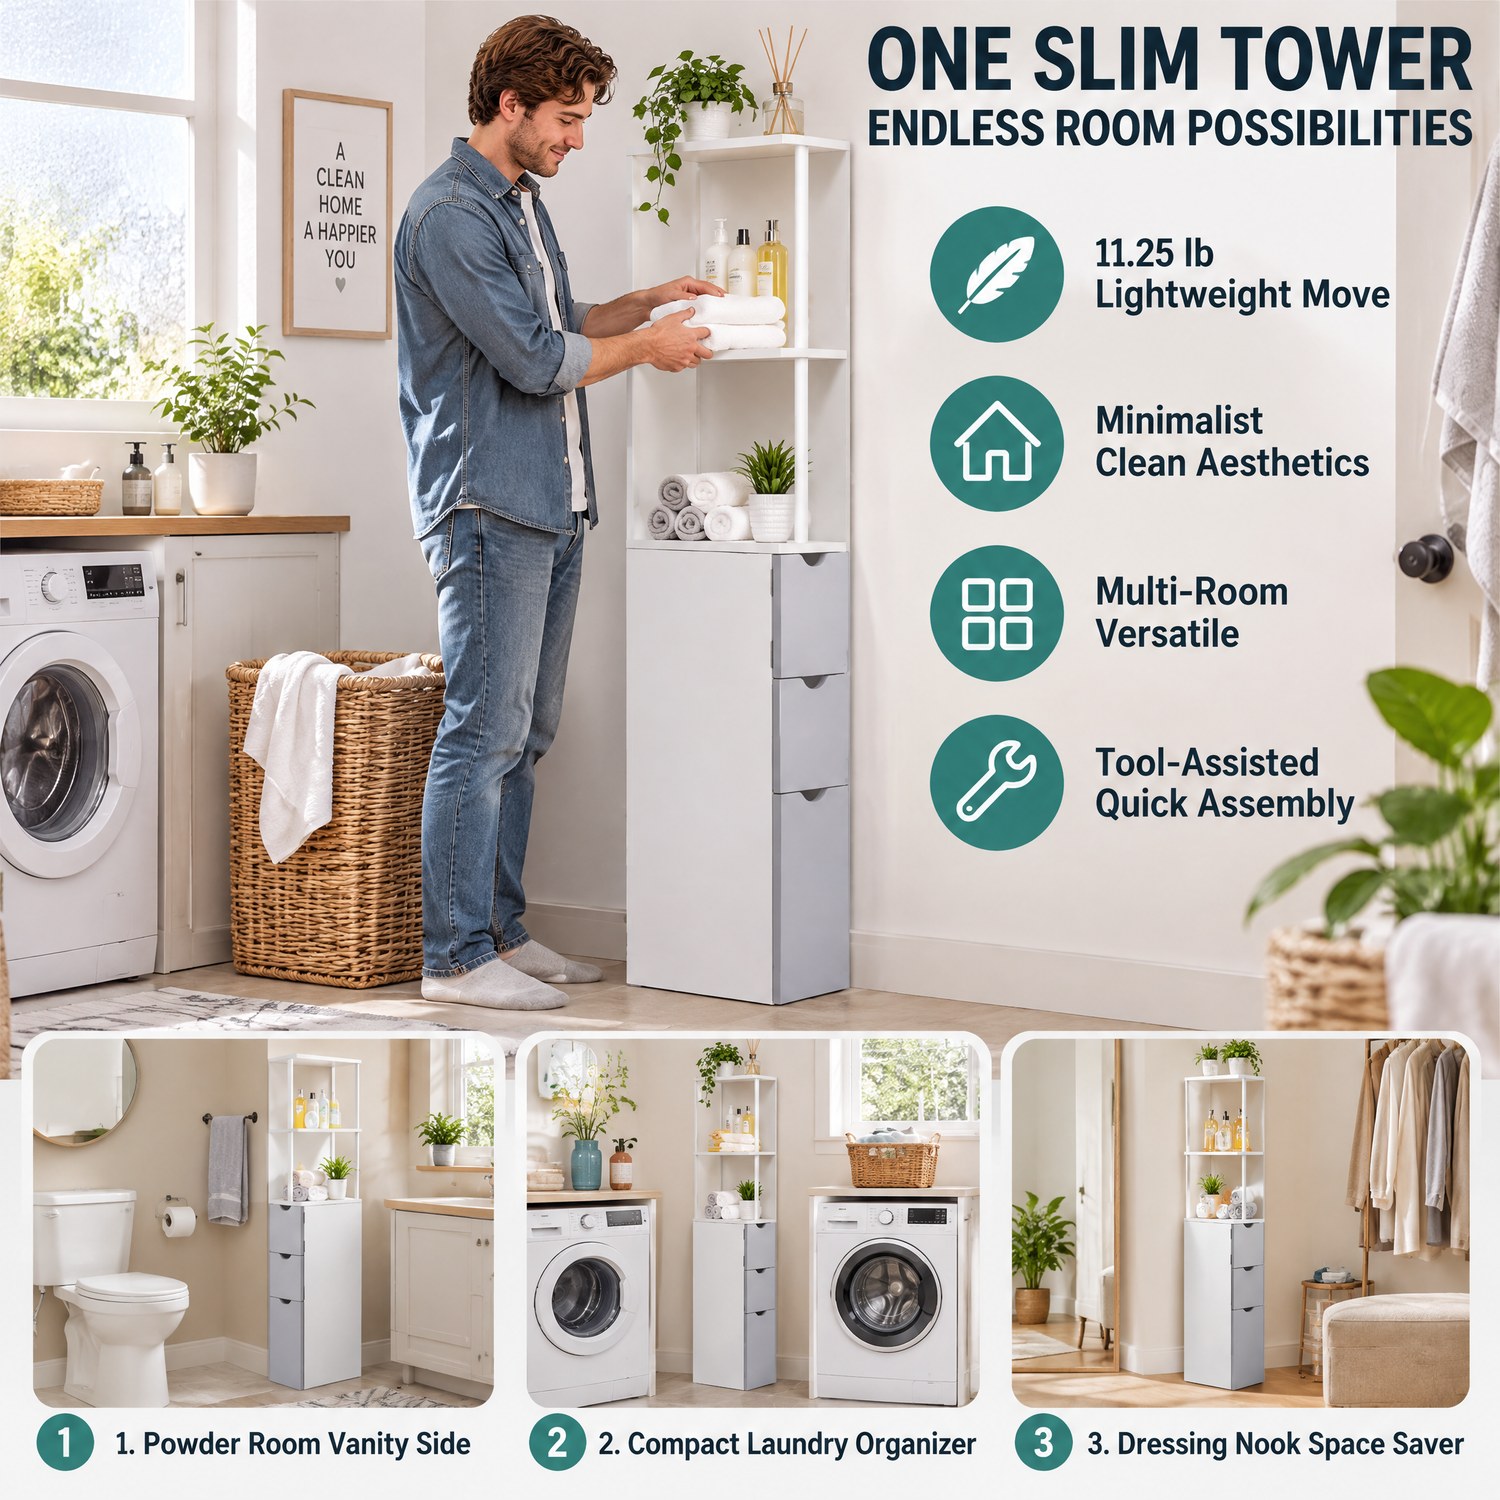 ONE SLIM TOWER
ENDLESS ROOM POSSIBILITIES
A
CLEAN
HOME
A HAPPIER
YOU
11.25 lb
Lightweight Move
Minimalist
Clean Aesthetics
Multi-Room
Versatile
Tool-Assisted
Quick Assembly
1 1. Powder Room Vanity Side
2 2. Compact Laundry Organizer
3 3. Dressing Nook Space Saver